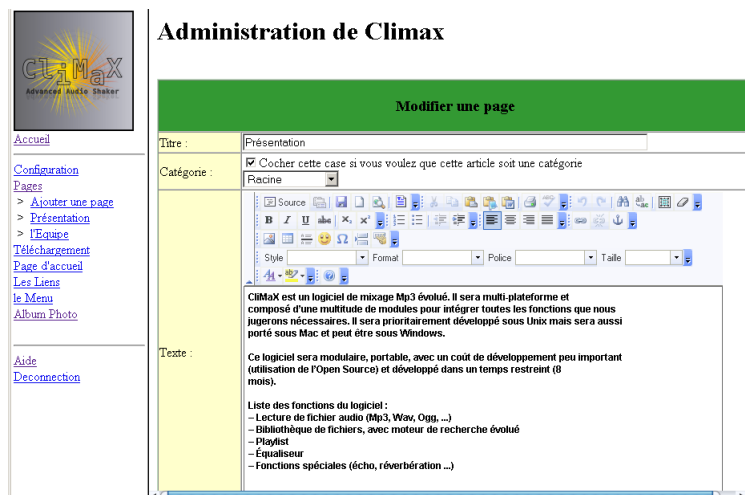 CLiMaX
Advanced Audio Shaker
Accueil
Configuration
Pages
> Ajouter une page
> Présentation
> l'Equipe
Téléchargement
Page d'accueil
Les Liens
le Menu
Album Photo
Aide
Deconnection
Administration de Climax
Modifier une page
Titre :
Présentation
Catégorie :
Cocher cette case si vous voulez que cette article soit une catégorie
Racine
Source
Style
Format
Police
Taille
Texte :
CliMaX est un logiciel de mixage Mp3 évolué. Il sera multi-plateforme et
composé d'une multitude de modules pour intégrer toutes les fonctions que nous
jugerons nécessaires. Il sera prioritairement développé sous Unix mais sera aussi
porté sous Mac et peut être sous Windows.
Ce logiciel sera modulaire, portable, avec un coût de développement peu important
(utilisation de l'Open Source) et développé dans un temps restreint (8
mois).
Liste des fonctions du logiciel :
– Lecture de fichier audio (Mp3, Wav, Ogg, ...)
– Bibliothèque de fichiers, avec moteur de recherche évolué
– Playlist
– Équaliseur
– Fonctions spéciales (écho, réverbération ...)